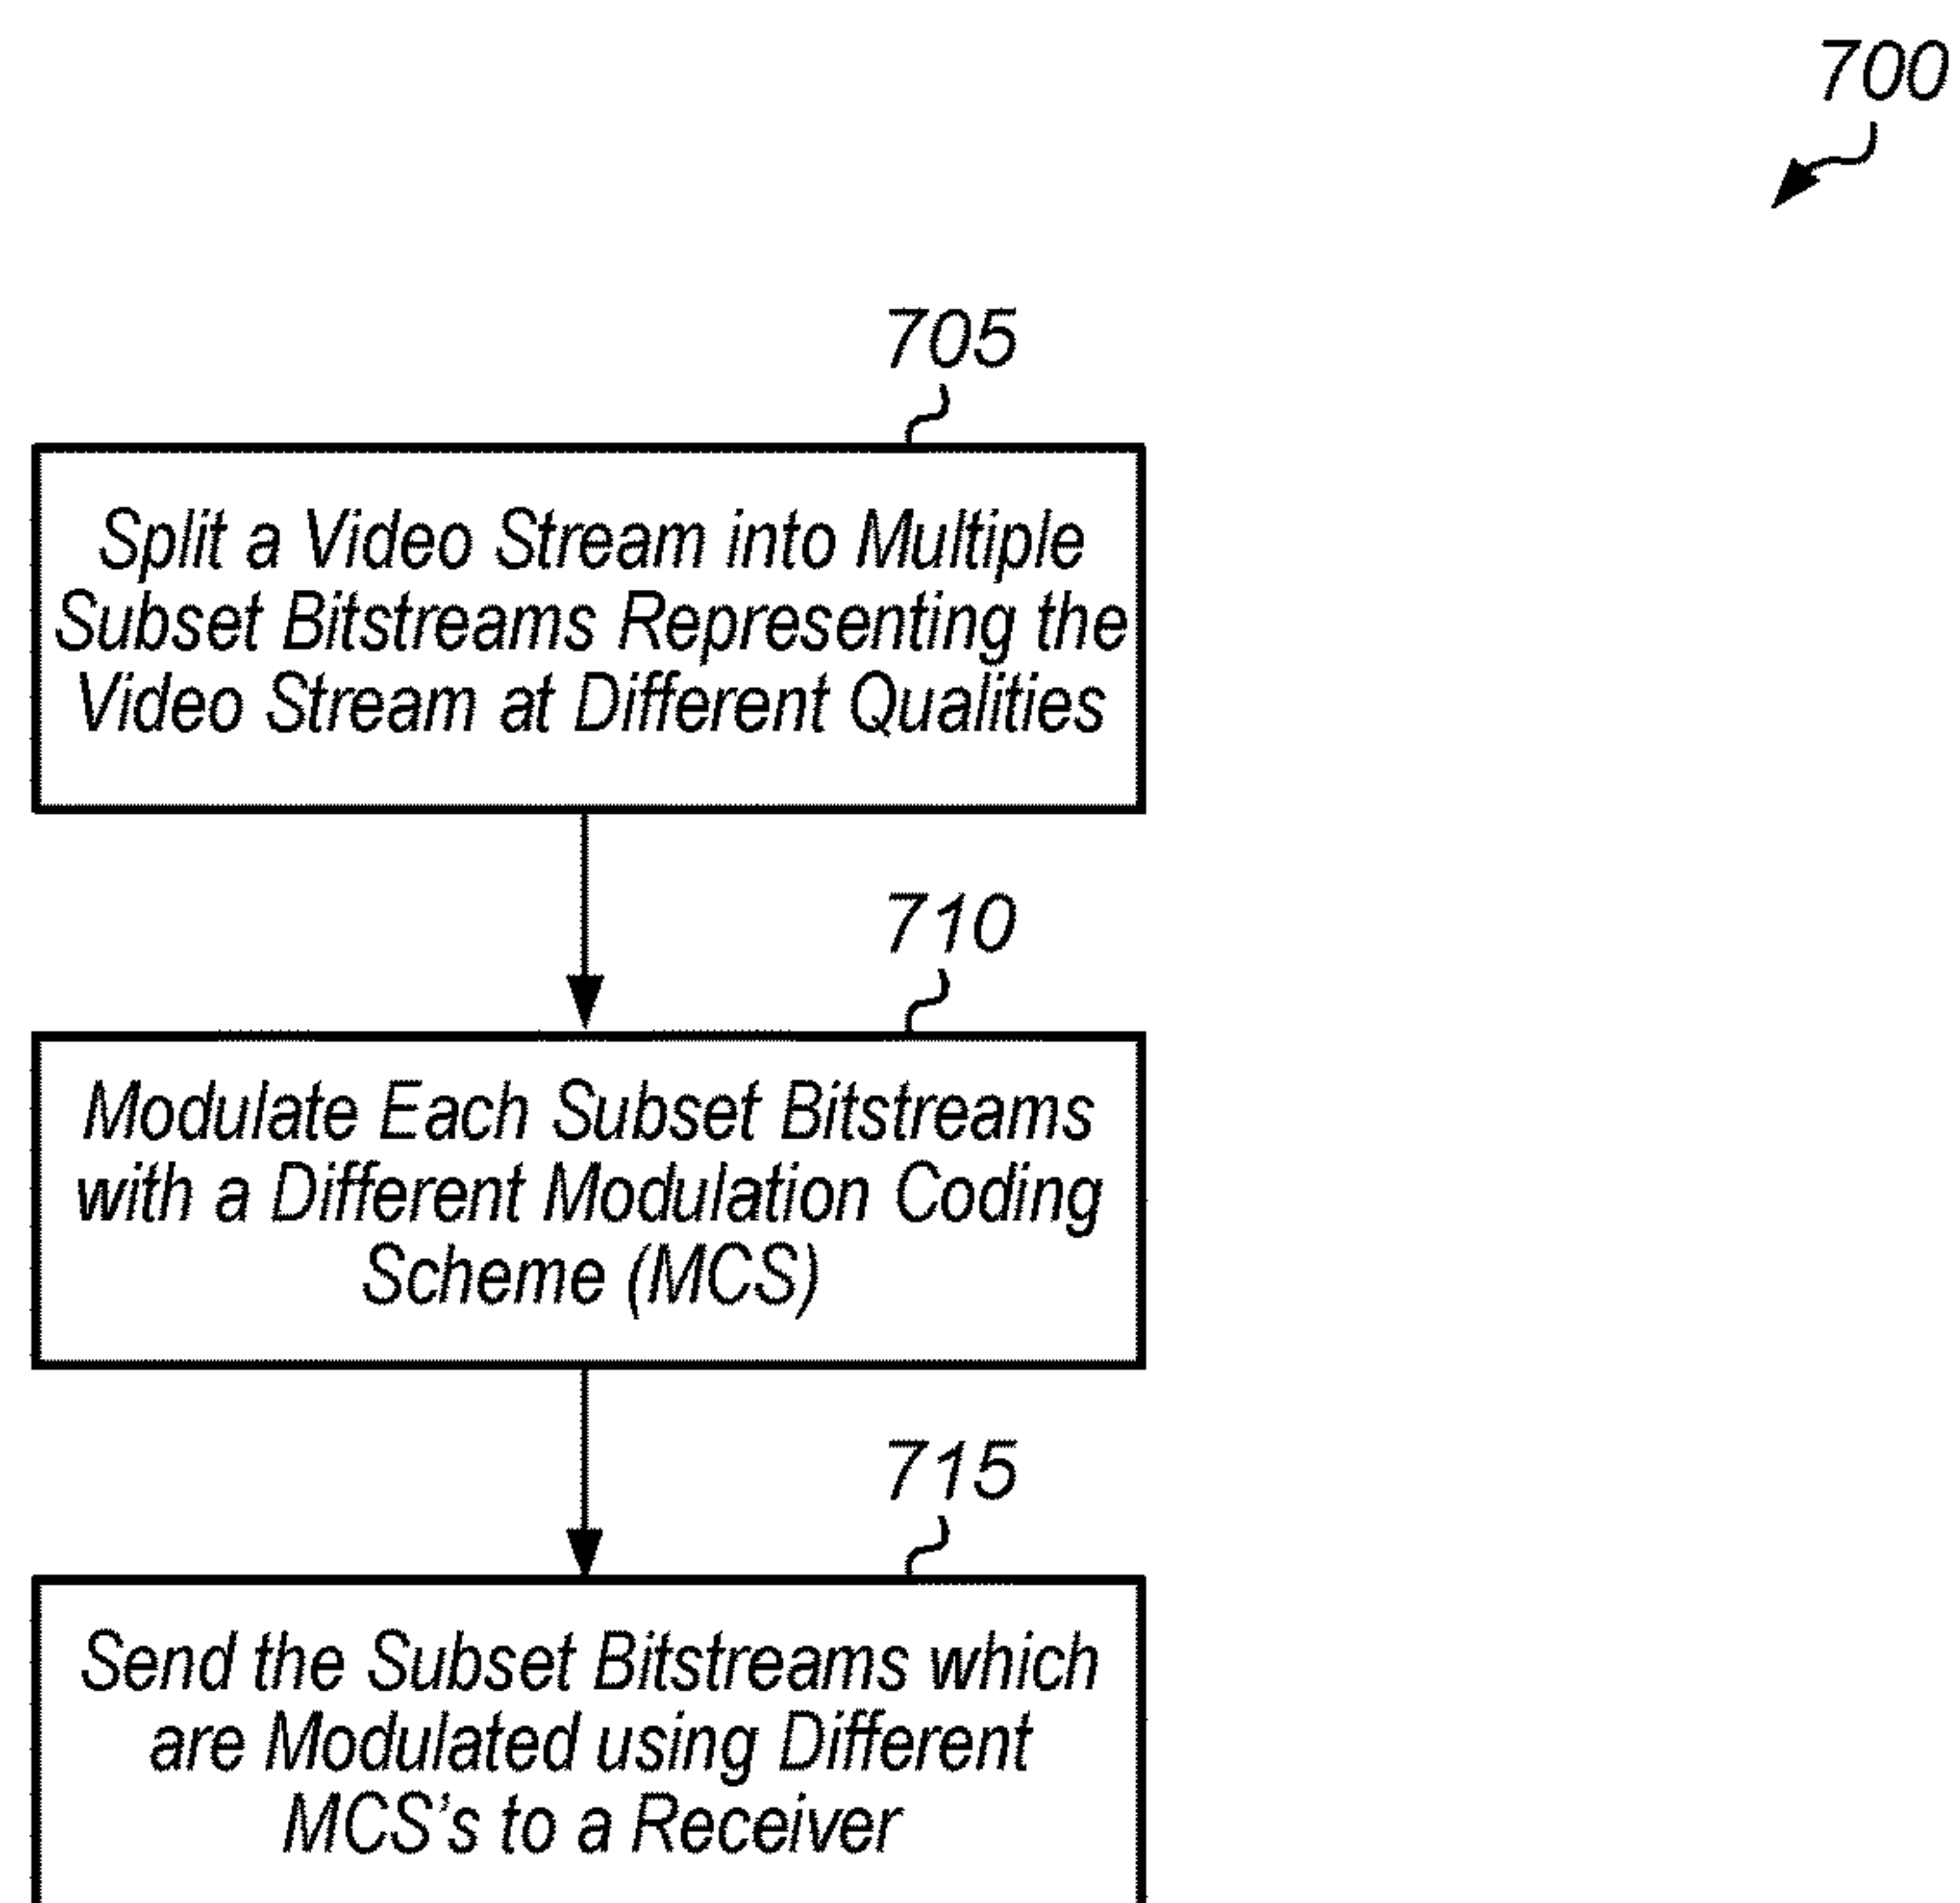 700
705
Split a Video Stream into Multiple
Subset Bitstreams Representing the
Video Stream at Different Qualities
710
Modulate Each Subset Bitstreams
with a Different Modulation Coding
Scheme (MCS)
715
Send the Subset Bitstreams which
are Modulated using Different
MCS's to a Receiver